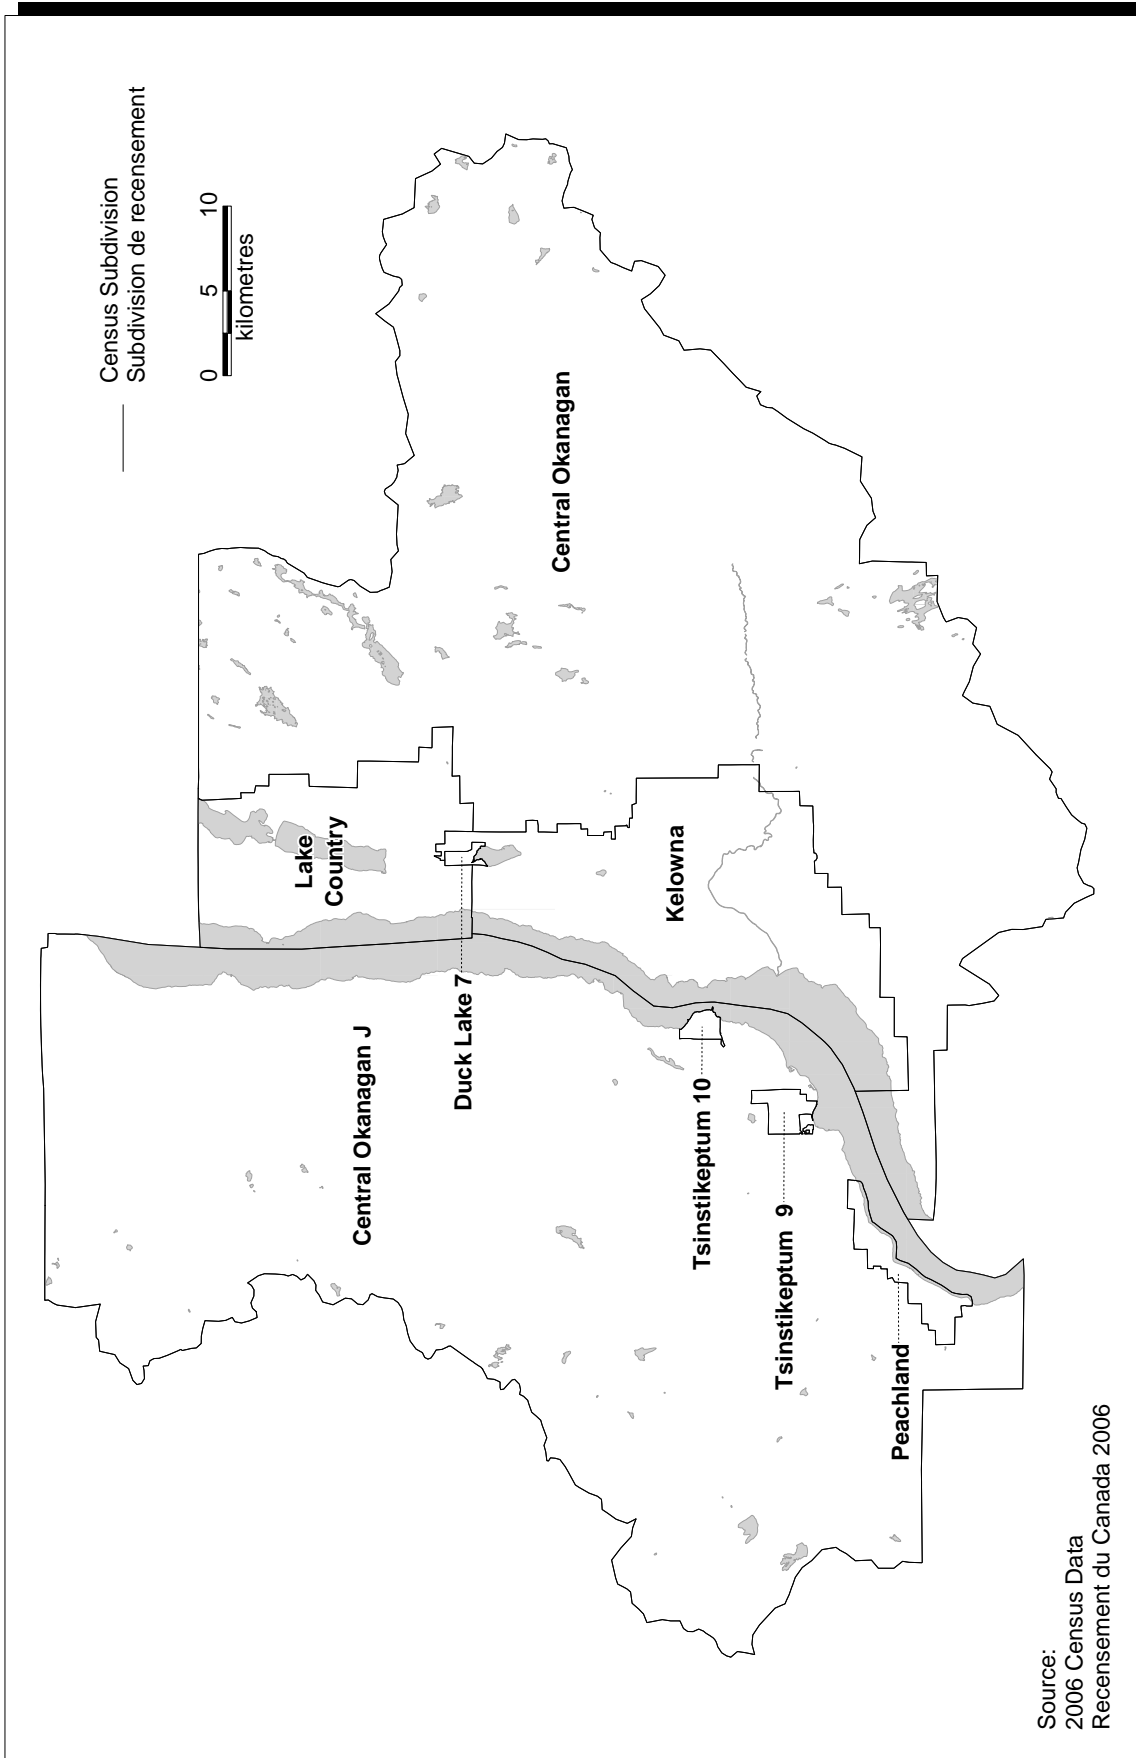 Census Subdivision
Subdivision de recensement
0 5 10
kilometres
Lake
Country
Central Okanagan J
Duck Lake 7
Central Okanagan
Kelowna
Tsinstikeptum 10
Tsinstikeptum 9
Peachland
Source:
2006 Census Data
Recensement du Canada 2006